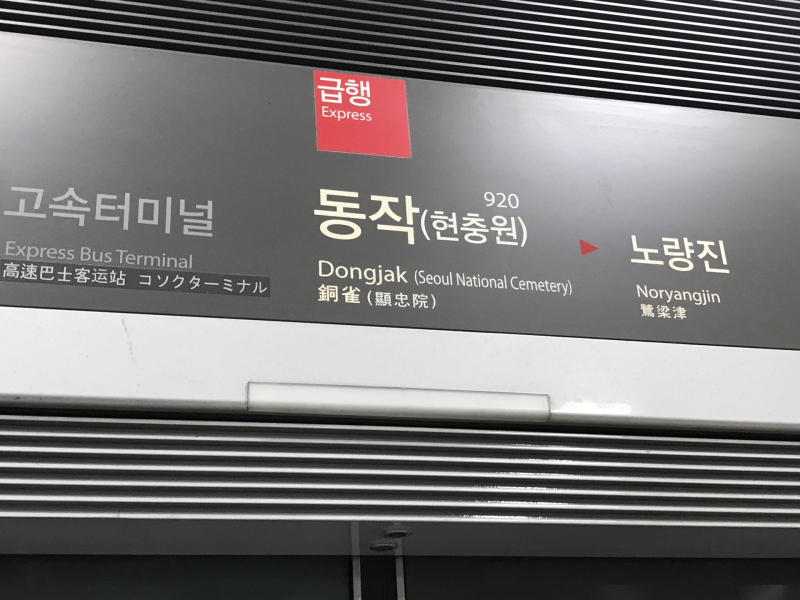 급행
Express
고속터미널
Express Bus Terminal
高速巴士客运站 コソクターミナル
920
동작(현충원)
Dongjak (Seoul National Cemetery)
銅雀 (顯忠院)
노량진
Noryangjin
鷺梁津